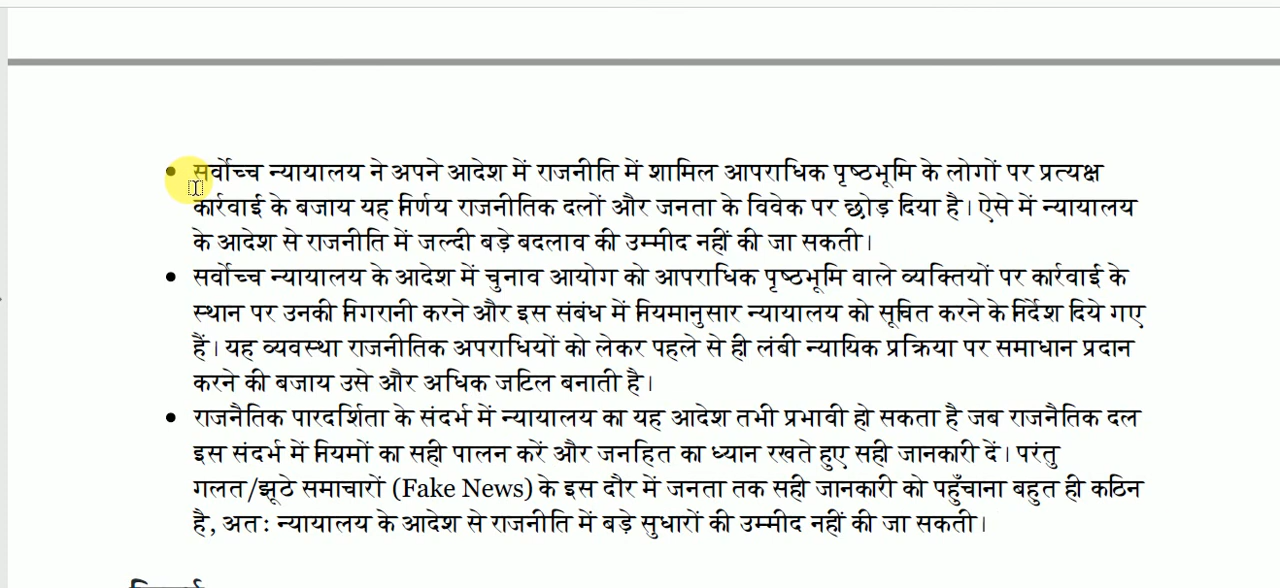 • सर्वोच्च न्यायालय ने अपने आदेश में राजनीति में शामिल आपराधिक पृष्ठभूमि के लोगों पर प्रत्यक्ष
कार्रवाई के बजाय यह निर्णय राजनीतिक दलों और जनता के विवेक पर छोड़ दिया है। ऐसे में न्यायालय
के आदेश से राजनीति में जल्दी बड़े बदलाव की उम्मीद नहीं की जा सकती।
• सर्वोच्च न्यायालय के आदेश में चुनाव आयोग को आपराधिक पृष्ठभूमि वाले व्यक्तियों पर कार्रवाई के
स्थान पर उनकी निगरानी करने और इस संबंध में नियमानुसार न्यायालय को सूचित करने के निर्देश दिये गए
हैं। यह व्यवस्था राजनीतिक अपराधियों को लेकर पहले से ही लंबी न्यायिक प्रक्रिया पर समाधान प्रदान
करने की बजाय उसे और अधिक जटिल बनाती है।
• राजनैतिक पारदर्शिता के संदर्भ में न्यायालय का यह आदेश तभी प्रभावी हो सकता है जब राजनैतिक दल
इस संदर्भ में नियमों का सही पालन करें और जनहित का ध्यान रखते हुए सही जानकारी दें। परंतु
गलत/झूठे समाचारों (Fake News) के इस दौर में जनता तक सही जानकारी को पहुँचाना बहुत ही कठिन
है, अतः न्यायालय के आदेश से राजनीति में बड़े सुधारों की उम्मीद नहीं की जा सकती।